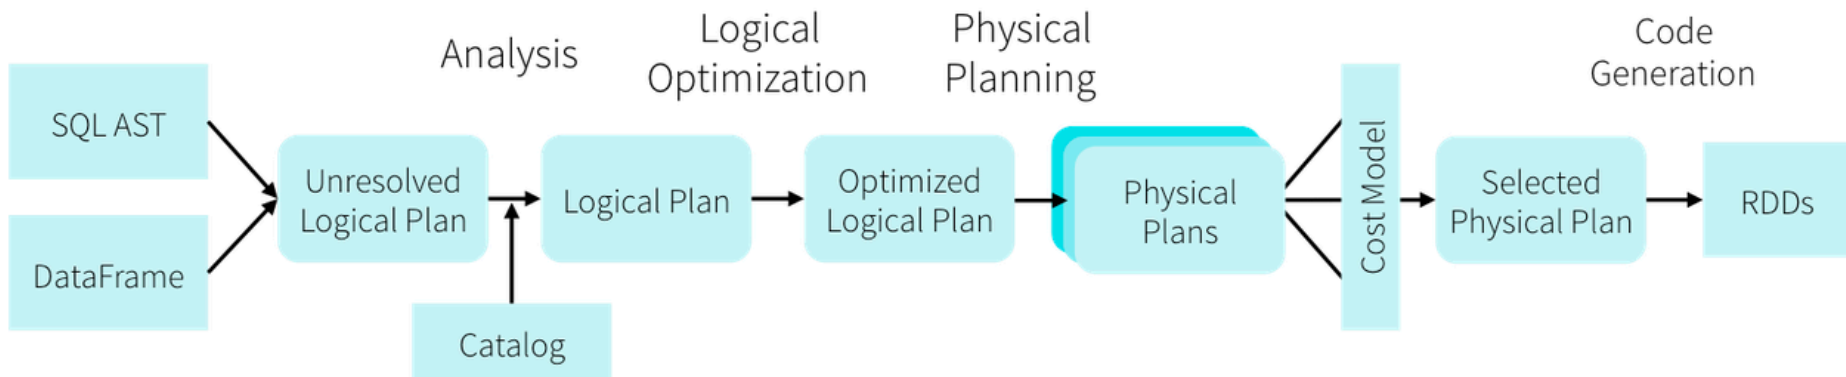 Analysis
Logical
Optimization
Physical
Planning
Code
Generation
SQL AST
DataFrame
Unresolved
Logical Plan
Catalog
Logical Plan
Optimized
Logical Plan
Physical
Plans
Cost Model
Selected
Physical Plan
RDDs